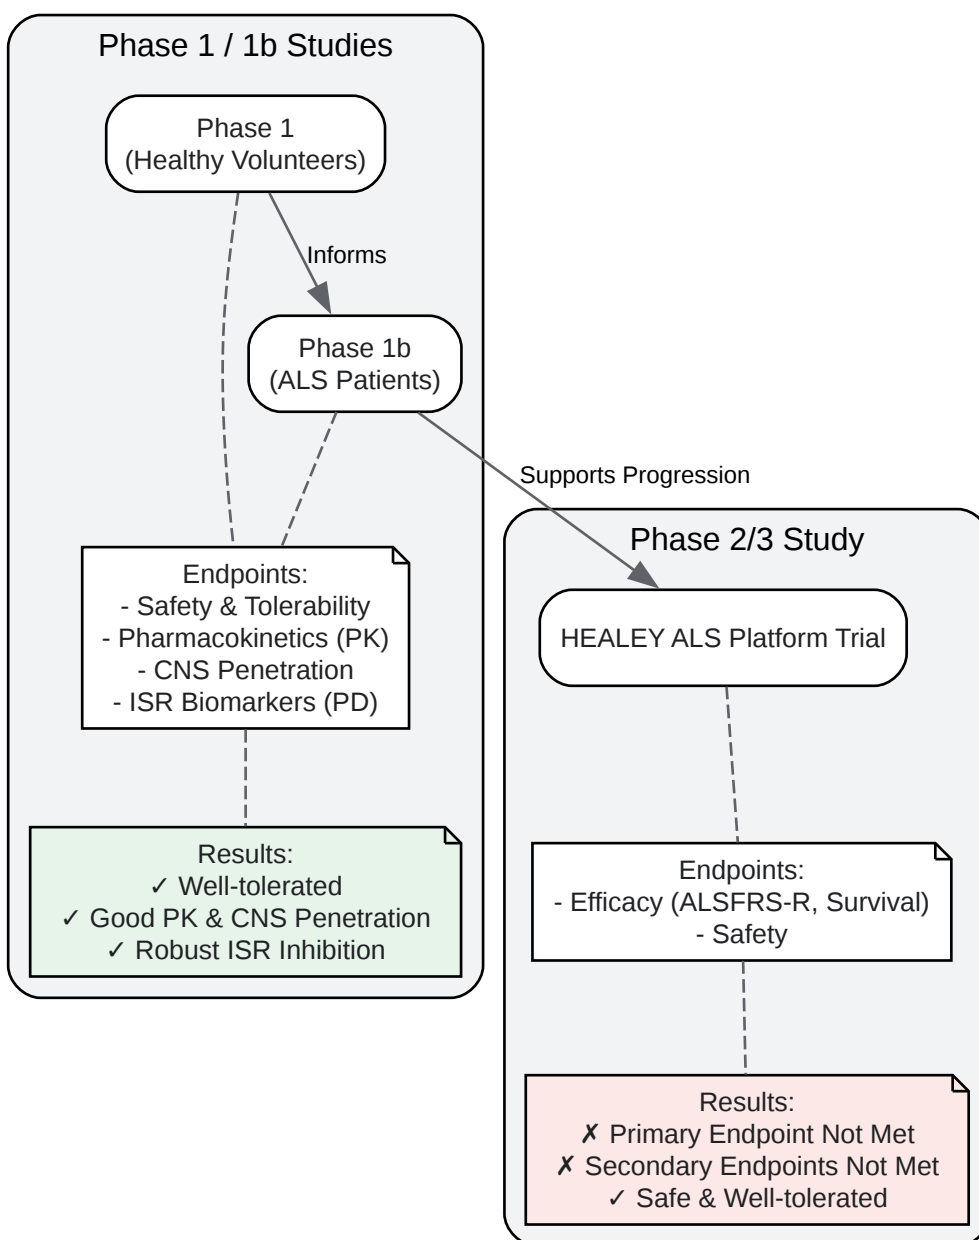 Phase 1 / 1b Studies
Phase 1
(Healthy Volunteers)
Informs
Phase 1b
(ALS Patients)
Supports Progression
Endpoints:
- Safety & Tolerability
- Pharmacokinetics (PK)
- CNS Penetration
- ISR Biomarkers (PD)
Results:
✓ Well-tolerated
✓ Good PK & CNS Penetration
✓ Robust ISR Inhibition
Phase 2/3 Study
HEALEY ALS Platform Trial
Endpoints:
- Efficacy (ALSFRS-R, Survival)
- Safety
Results:
✗ Primary Endpoint Not Met
✗ Secondary Endpoints Not Met
✓ Safe & Well-tolerated